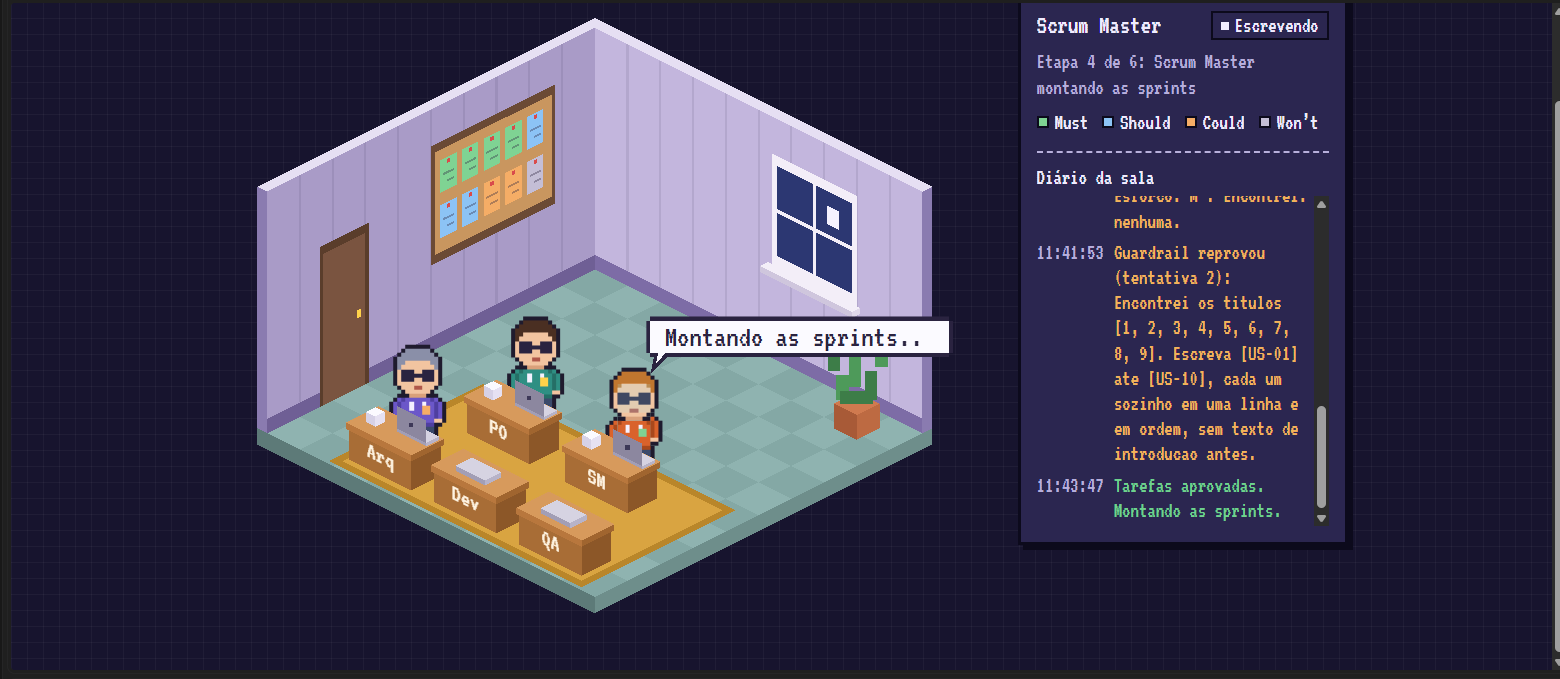 Scrum Master
Escrevendo
Etapa 4 de 6: Scrum Master
montando as sprints
Must
Should
Could
Won't
Diário da sala
Esforco: M". Encontrei:
nenhuma.
11:41:53 Guardrail reprovou
(tentativa 2):
Encontrei os titulos
[1, 2, 3, 4, 5, 6, 7,
8, 9]. Escreva [US-01]
ate [US-10], cada um
sozinho em uma linha e
em ordem, sem texto de
introducao antes.
11:43:47 Tarefas aprovadas.
Montando as sprints.
Montando as sprints..
Arq
PO
Dev
SM
QA